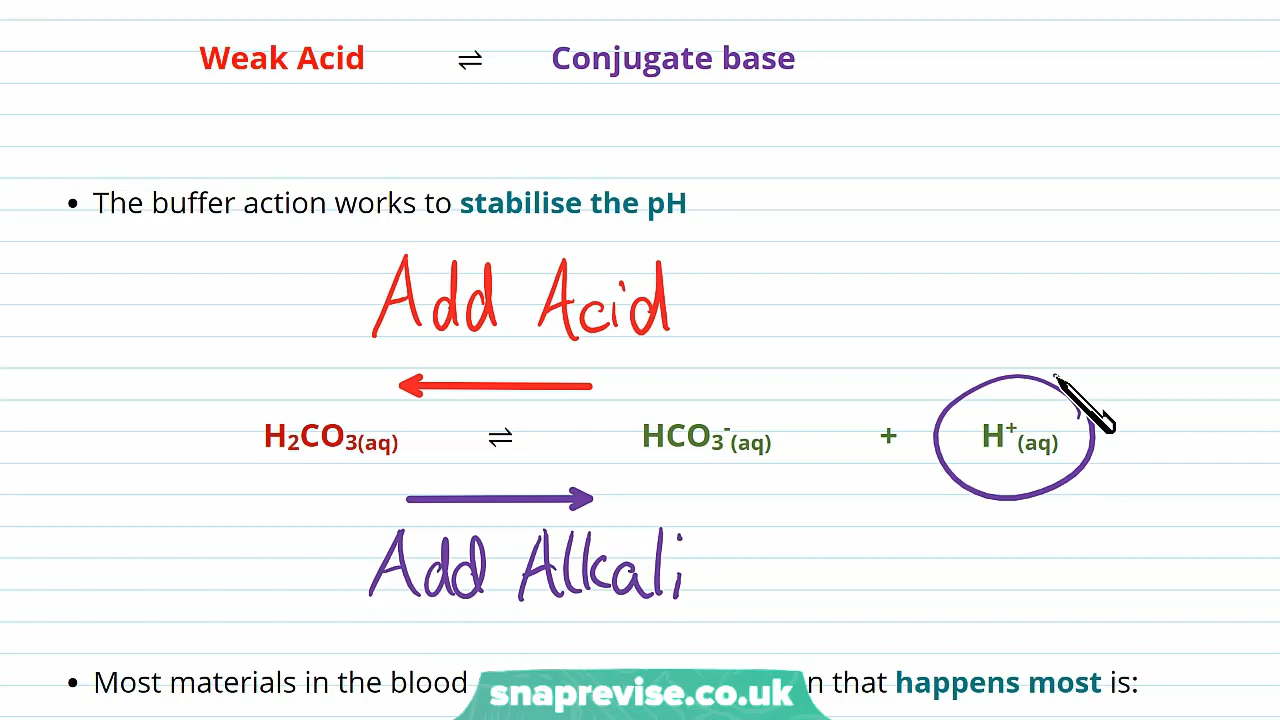 Weak Acid ⇌ Conjugate base
• The buffer action works to stabilise the pH
Add Acid
H₂CO₃(aq) ⇌ HCO₃⁻(aq) + H⁺(aq)
Add Alkali
• Most materials in the blood n that happens most is:
snaprevise.co.uk